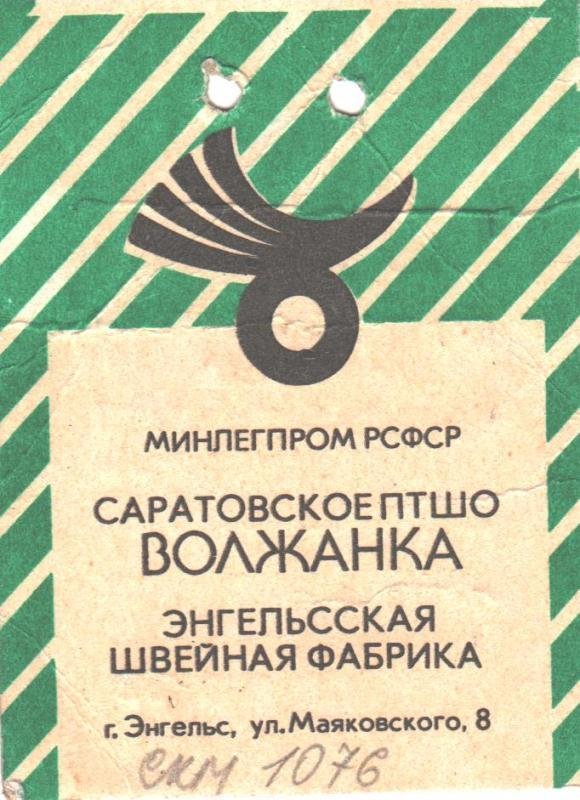 МИНЛЕГПРОМ РСФСР
САРАТОВСКОЕ ПТШО
ВОЛЖАНКА
ЭНГЕЛЬССКАЯ
ШВЕЙНАЯ ФАБРИКА
г. Энгельс, ул. Маяковского, 8
СКМ 1076